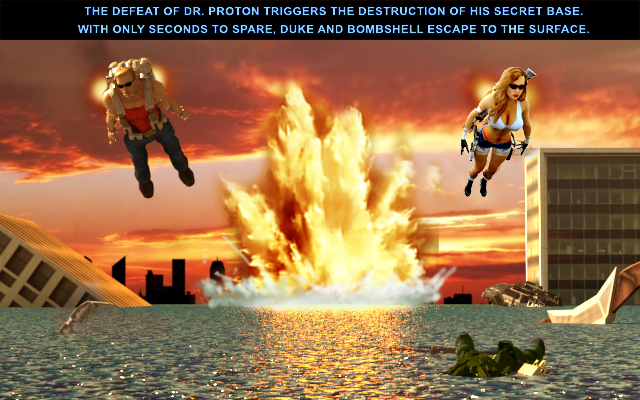 THE DEFEAT OF DR. PROTON TRIGGERS THE DESTRUCTION OF HIS SECRET BASE.
WITH ONLY SECONDS TO SPARE, DUKE AND BOMBSHELL ESCAPE TO THE SURFACE.